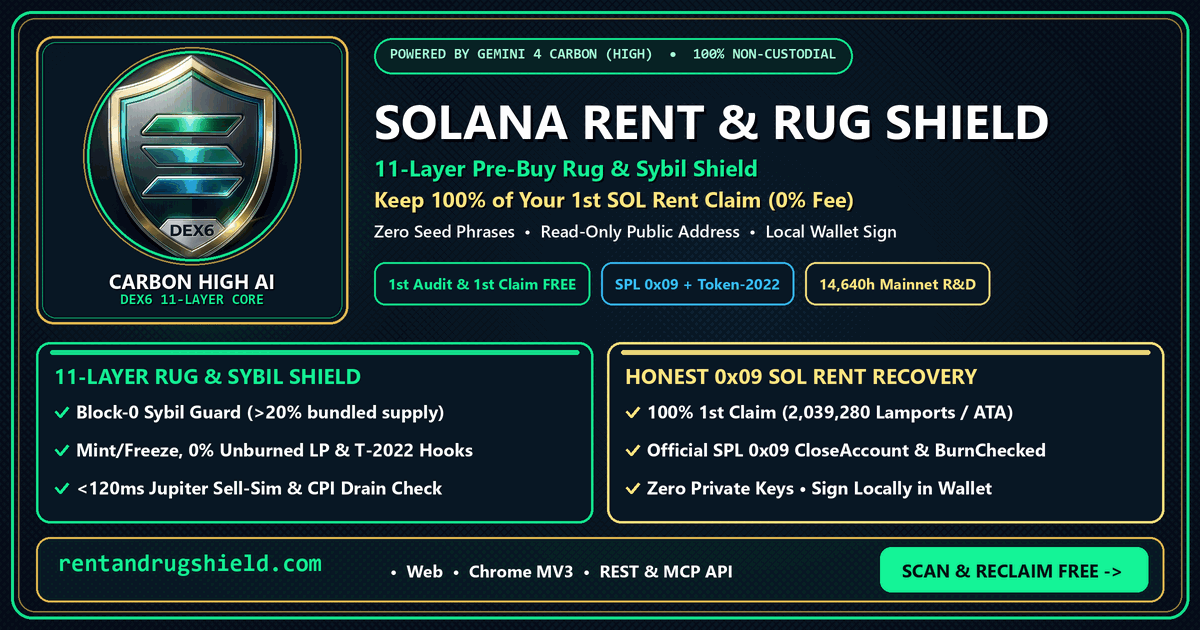 POWERED BY GEMINI 4 CARBON (HIGH) • 100% NON-CUSTODIAL
SOLANA RENT & RUG SHIELD
11-Layer Pre-Buy Rug & Sybil Shield
Keep 100% of Your 1st SOL Rent Claim (0% Fee)
Zero Seed Phrases • Read-Only Public Address • Local Wallet Sign
1st Audit & 1st Claim FREE
SPL 0x09 + Token-2022
14,640h Mainnet R&D
DEX6
CARBON HIGH AI
DEX6 11-LAYER CORE
11-LAYER RUG & SYBIL SHIELD
✓ Block-0 Sybil Guard (>20% bundled supply)
✓ Mint/Freeze, 0% Unburned LP & T-2022 Hooks
✓ <120ms Jupiter Sell-Sim & CPI Drain Check
HONEST 0x09 SOL RENT RECOVERY
✓ 100% 1st Claim (2,039,280 Lamports / ATA)
✓ Official SPL 0x09 CloseAccount & BurnChecked
✓ Zero Private Keys • Sign Locally in Wallet
rentandrugshield.com
• Web • Chrome MV3 • REST & MCP API
SCAN & RECLAIM FREE ->